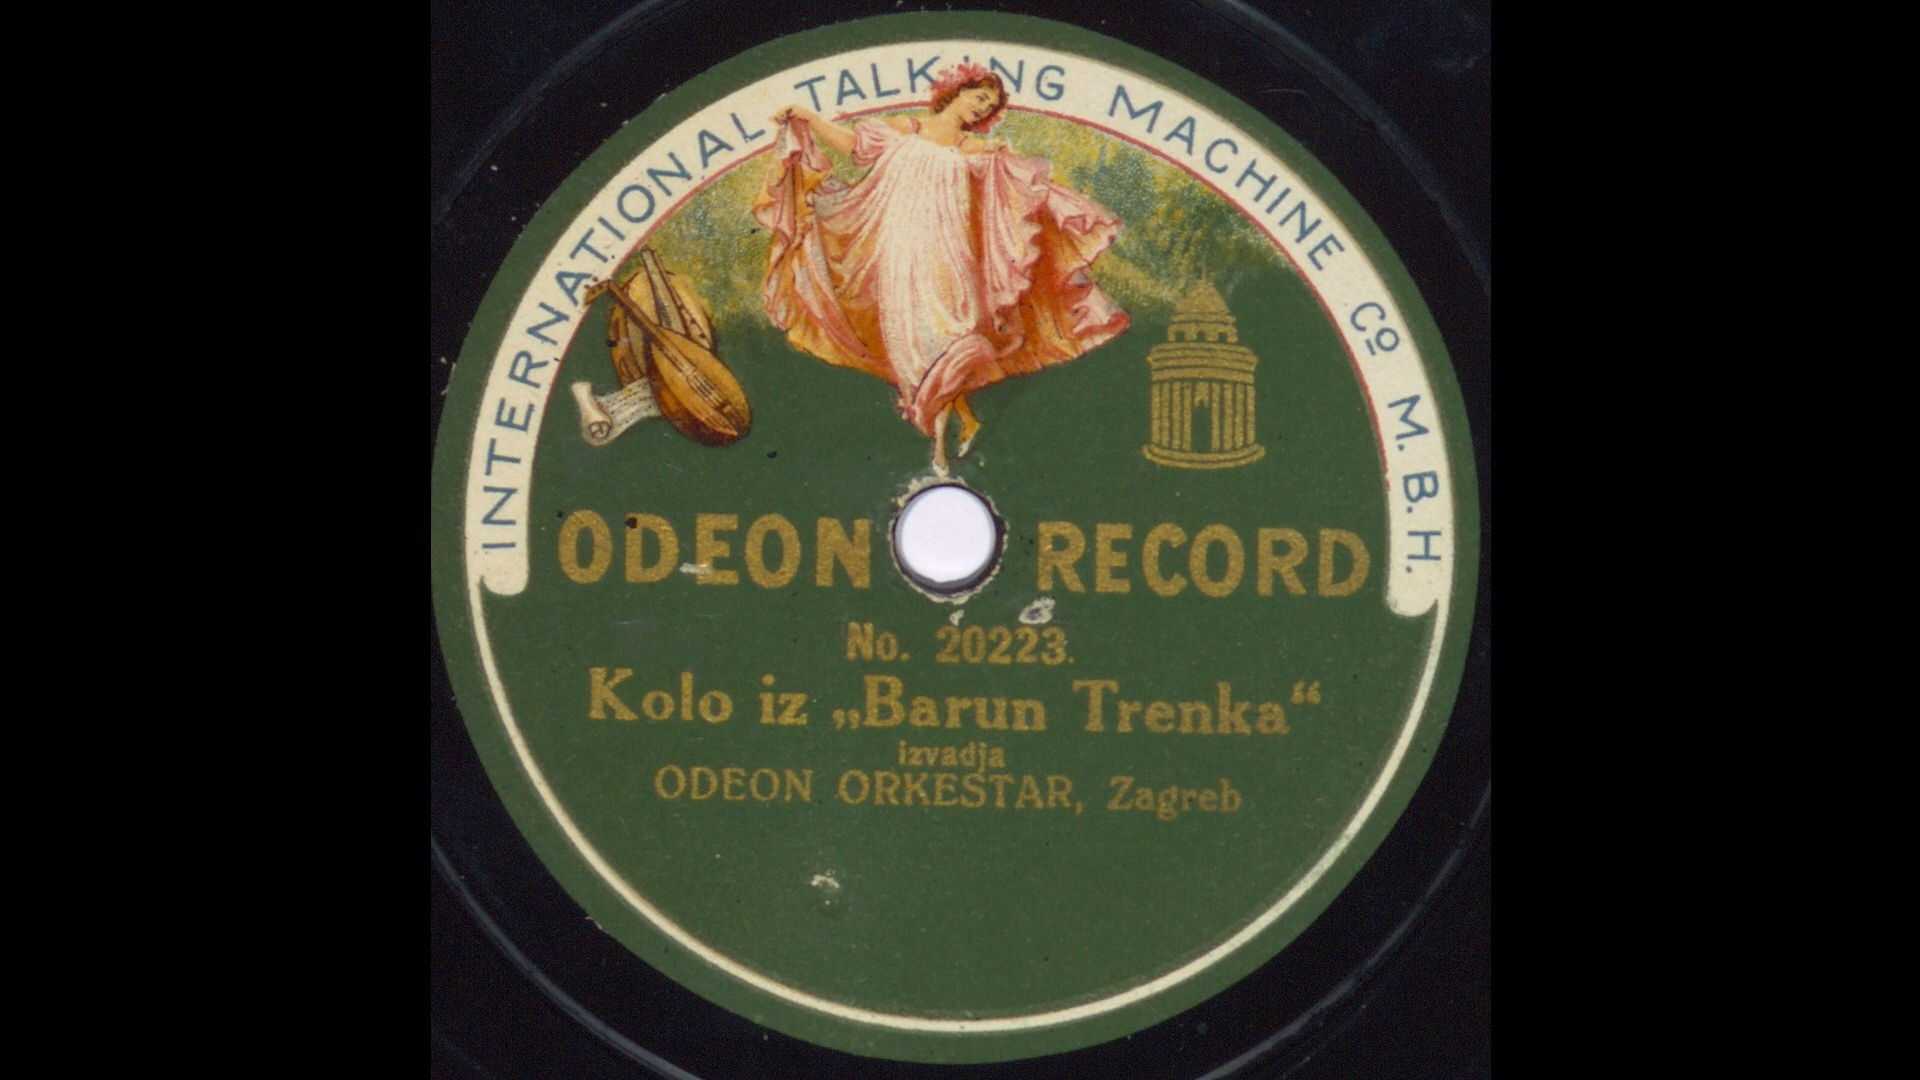 INTERNATIONAL TALKING MACHINE Co M. B. H.
ODEON RECORD
No. 20223.
Kolo iz „Barun Trenka“
izvadja
ODEON ORKESTAR, Zagreb